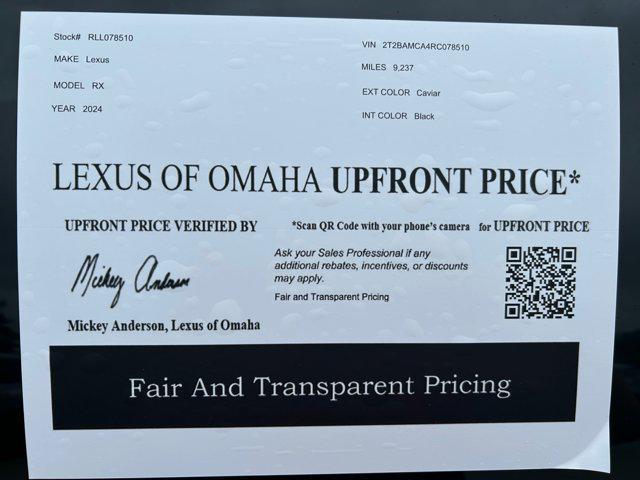 Stock# RLL078510
VIN 2T2BAMCA4RC078510
MAKE Lexus
MILES 9,237
MODEL RX
EXT COLOR Caviar
YEAR 2024
INT COLOR Black
LEXUS OF OMAHA UPFRONT PRICE*
UPFRONT PRICE VERIFIED BY
*Scan QR Code with your phone's camera for UPFRONT PRICE
Ask your Sales Professional if any
additional rebates, incentives, or discounts
may apply.
Fair and Transparent Pricing
Mickey Anderson
Mickey Anderson, Lexus of Omaha
Fair And Transparent Pricing